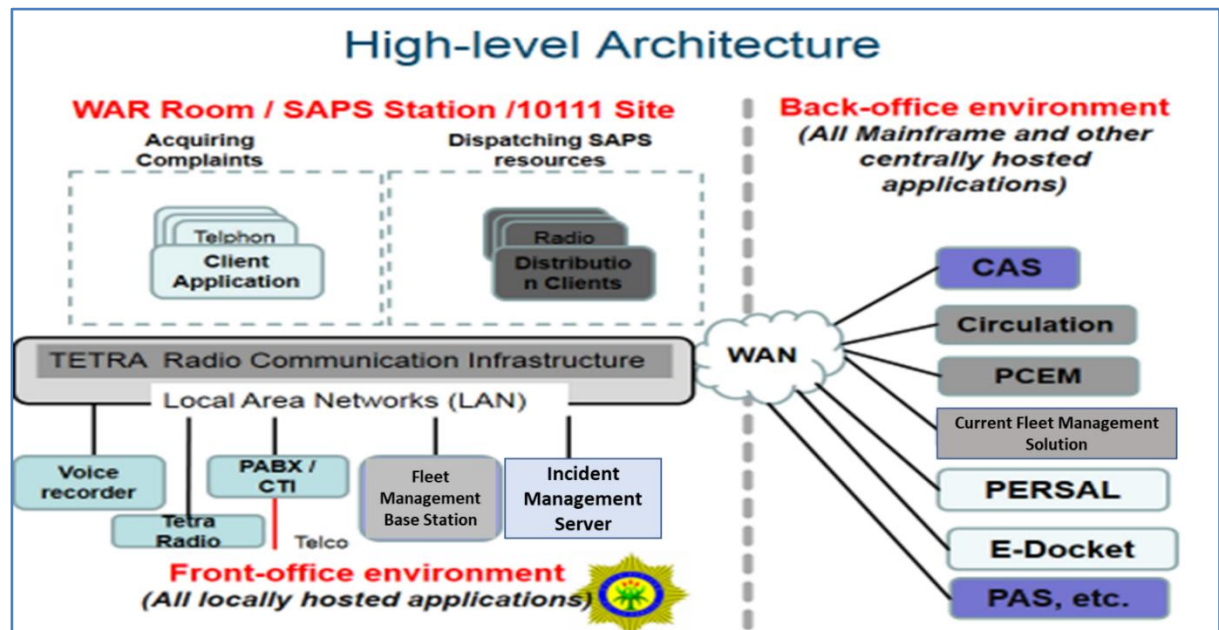 High-level Architecture
WAR Room / SAPS Station /10111 Site
Acquiring
Complaints
Dispatching SAPS
resources
Telphon
Client
Application
Radio
Distributio
n Clients
TETRA Radio Communication Infrastructure
Local Area Networks (LAN)
Voice
recorder
Tetra
Radio
PABX /
CTI
Telco
Fleet
Management
Base Station
Incident
Management
Server
Front-office environment
(All locally hosted applications)
WAN
Back-office environment
(All Mainframe and other
centrally hosted
applications)
CAS
Circulation
PCEM
Current Fleet Management
Solution
PERSAL
E-Docket
PAS, etc.